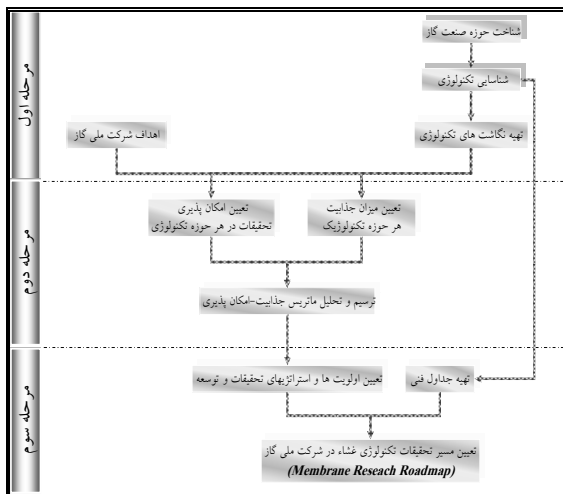 مرحله اول
شناخت حوزه صنعت گاز
شناسایی تکنولوژی
تهیه نگاشت های تکنولوژی
اهداف شرکت ملی گاز
مرحله دوم
تعیین میزان جذابیت
هر حوزه تکنولوژیک
تعیین امکان پذیری
تحقیقات در هر حوزه تکنولوژی
ترسیم و تحلیل ماتریس جذابیت-امکان پذیری
مرحله سوم
تهیه جداول فنی
تعیین اولویت ها و استراتژیهای تحقیقات و توسعه
تعیین مسیر تحقیقات تکنولوژی غشاء در شرکت ملی گاز
(Membrane Reseach Roadmap)